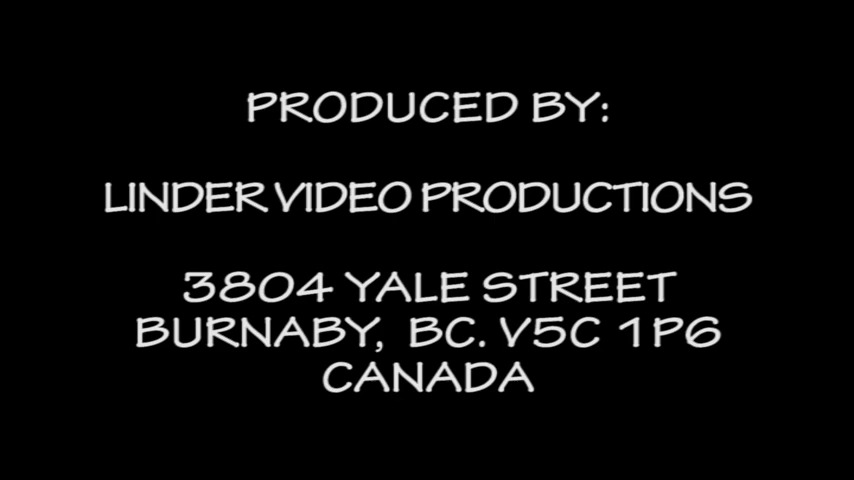 PRODUCED BY:
LINDER VIDEO PRODUCTIONS
3804 YALE STREET
BURNABY, BC. V5C 1P6
CANADA